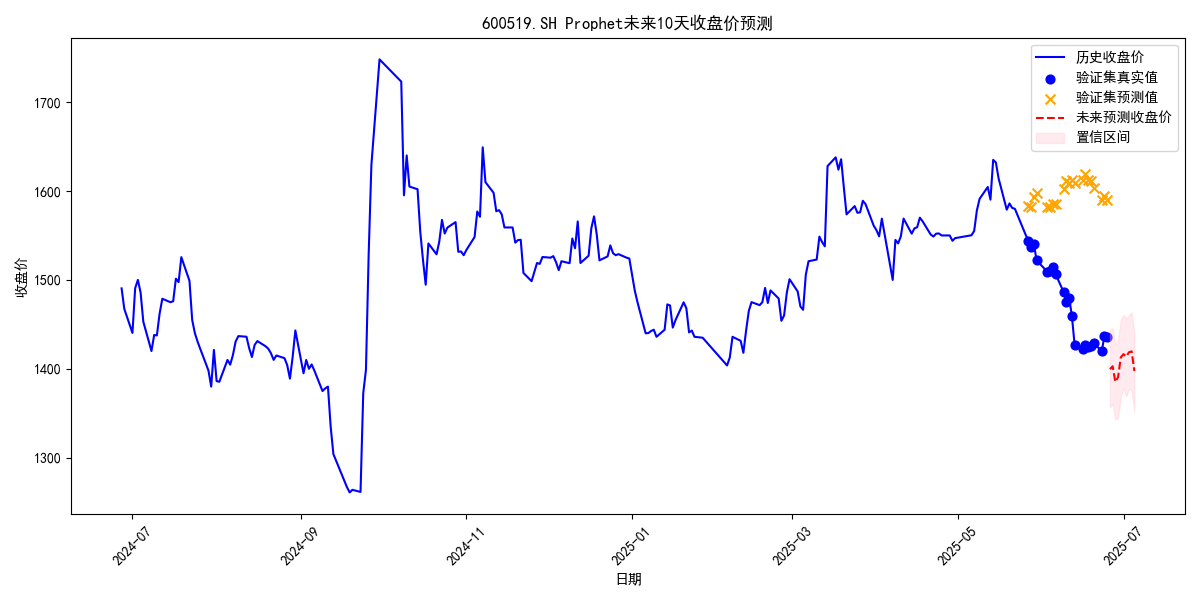 600519.SH Prophet未来10天收盘价预测
历史收盘价
验证集真实值
验证集预测值
未来预测收盘价
置信区间
收盘价
1700
1600
1500
1400
1300
2024-07
2024-09
2024-11
2025-01
2025-03
2025-05
2025-07
日期